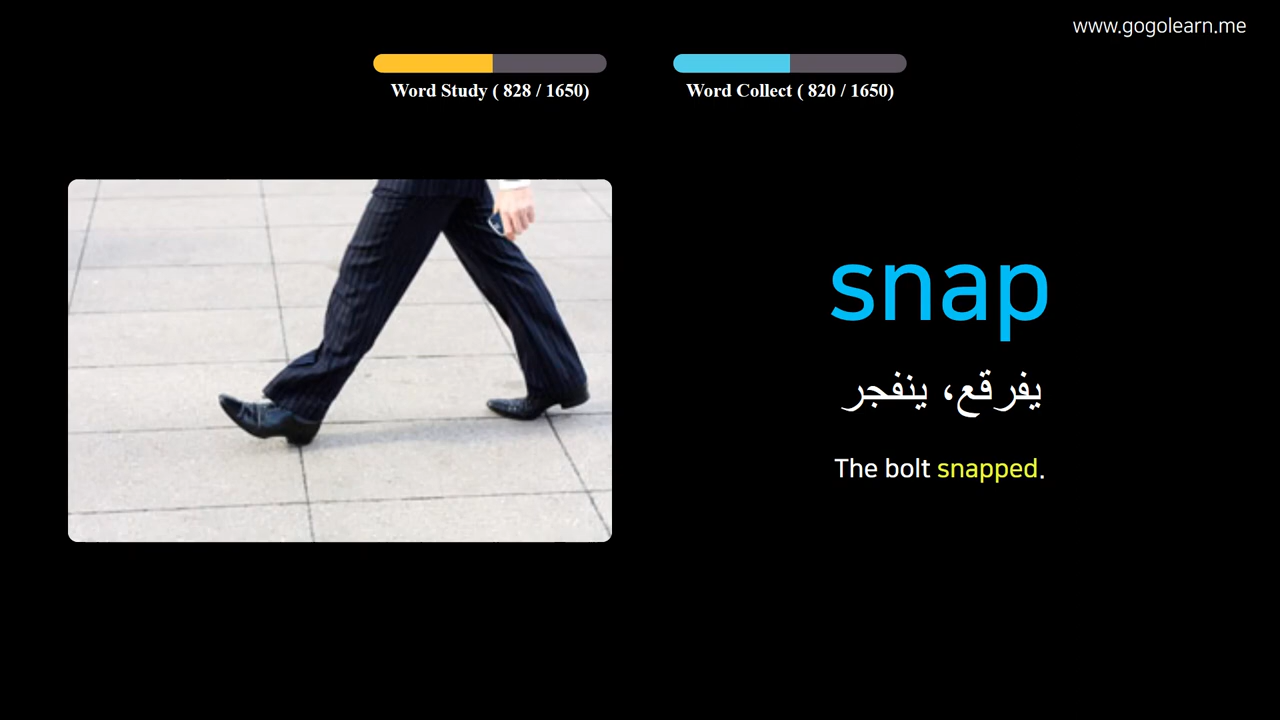 www.gogolearn.me
Word Study ( 828 / 1650)
Word Collect ( 820 / 1650)
snap
يفرقع، ينفجر
The bolt snapped.